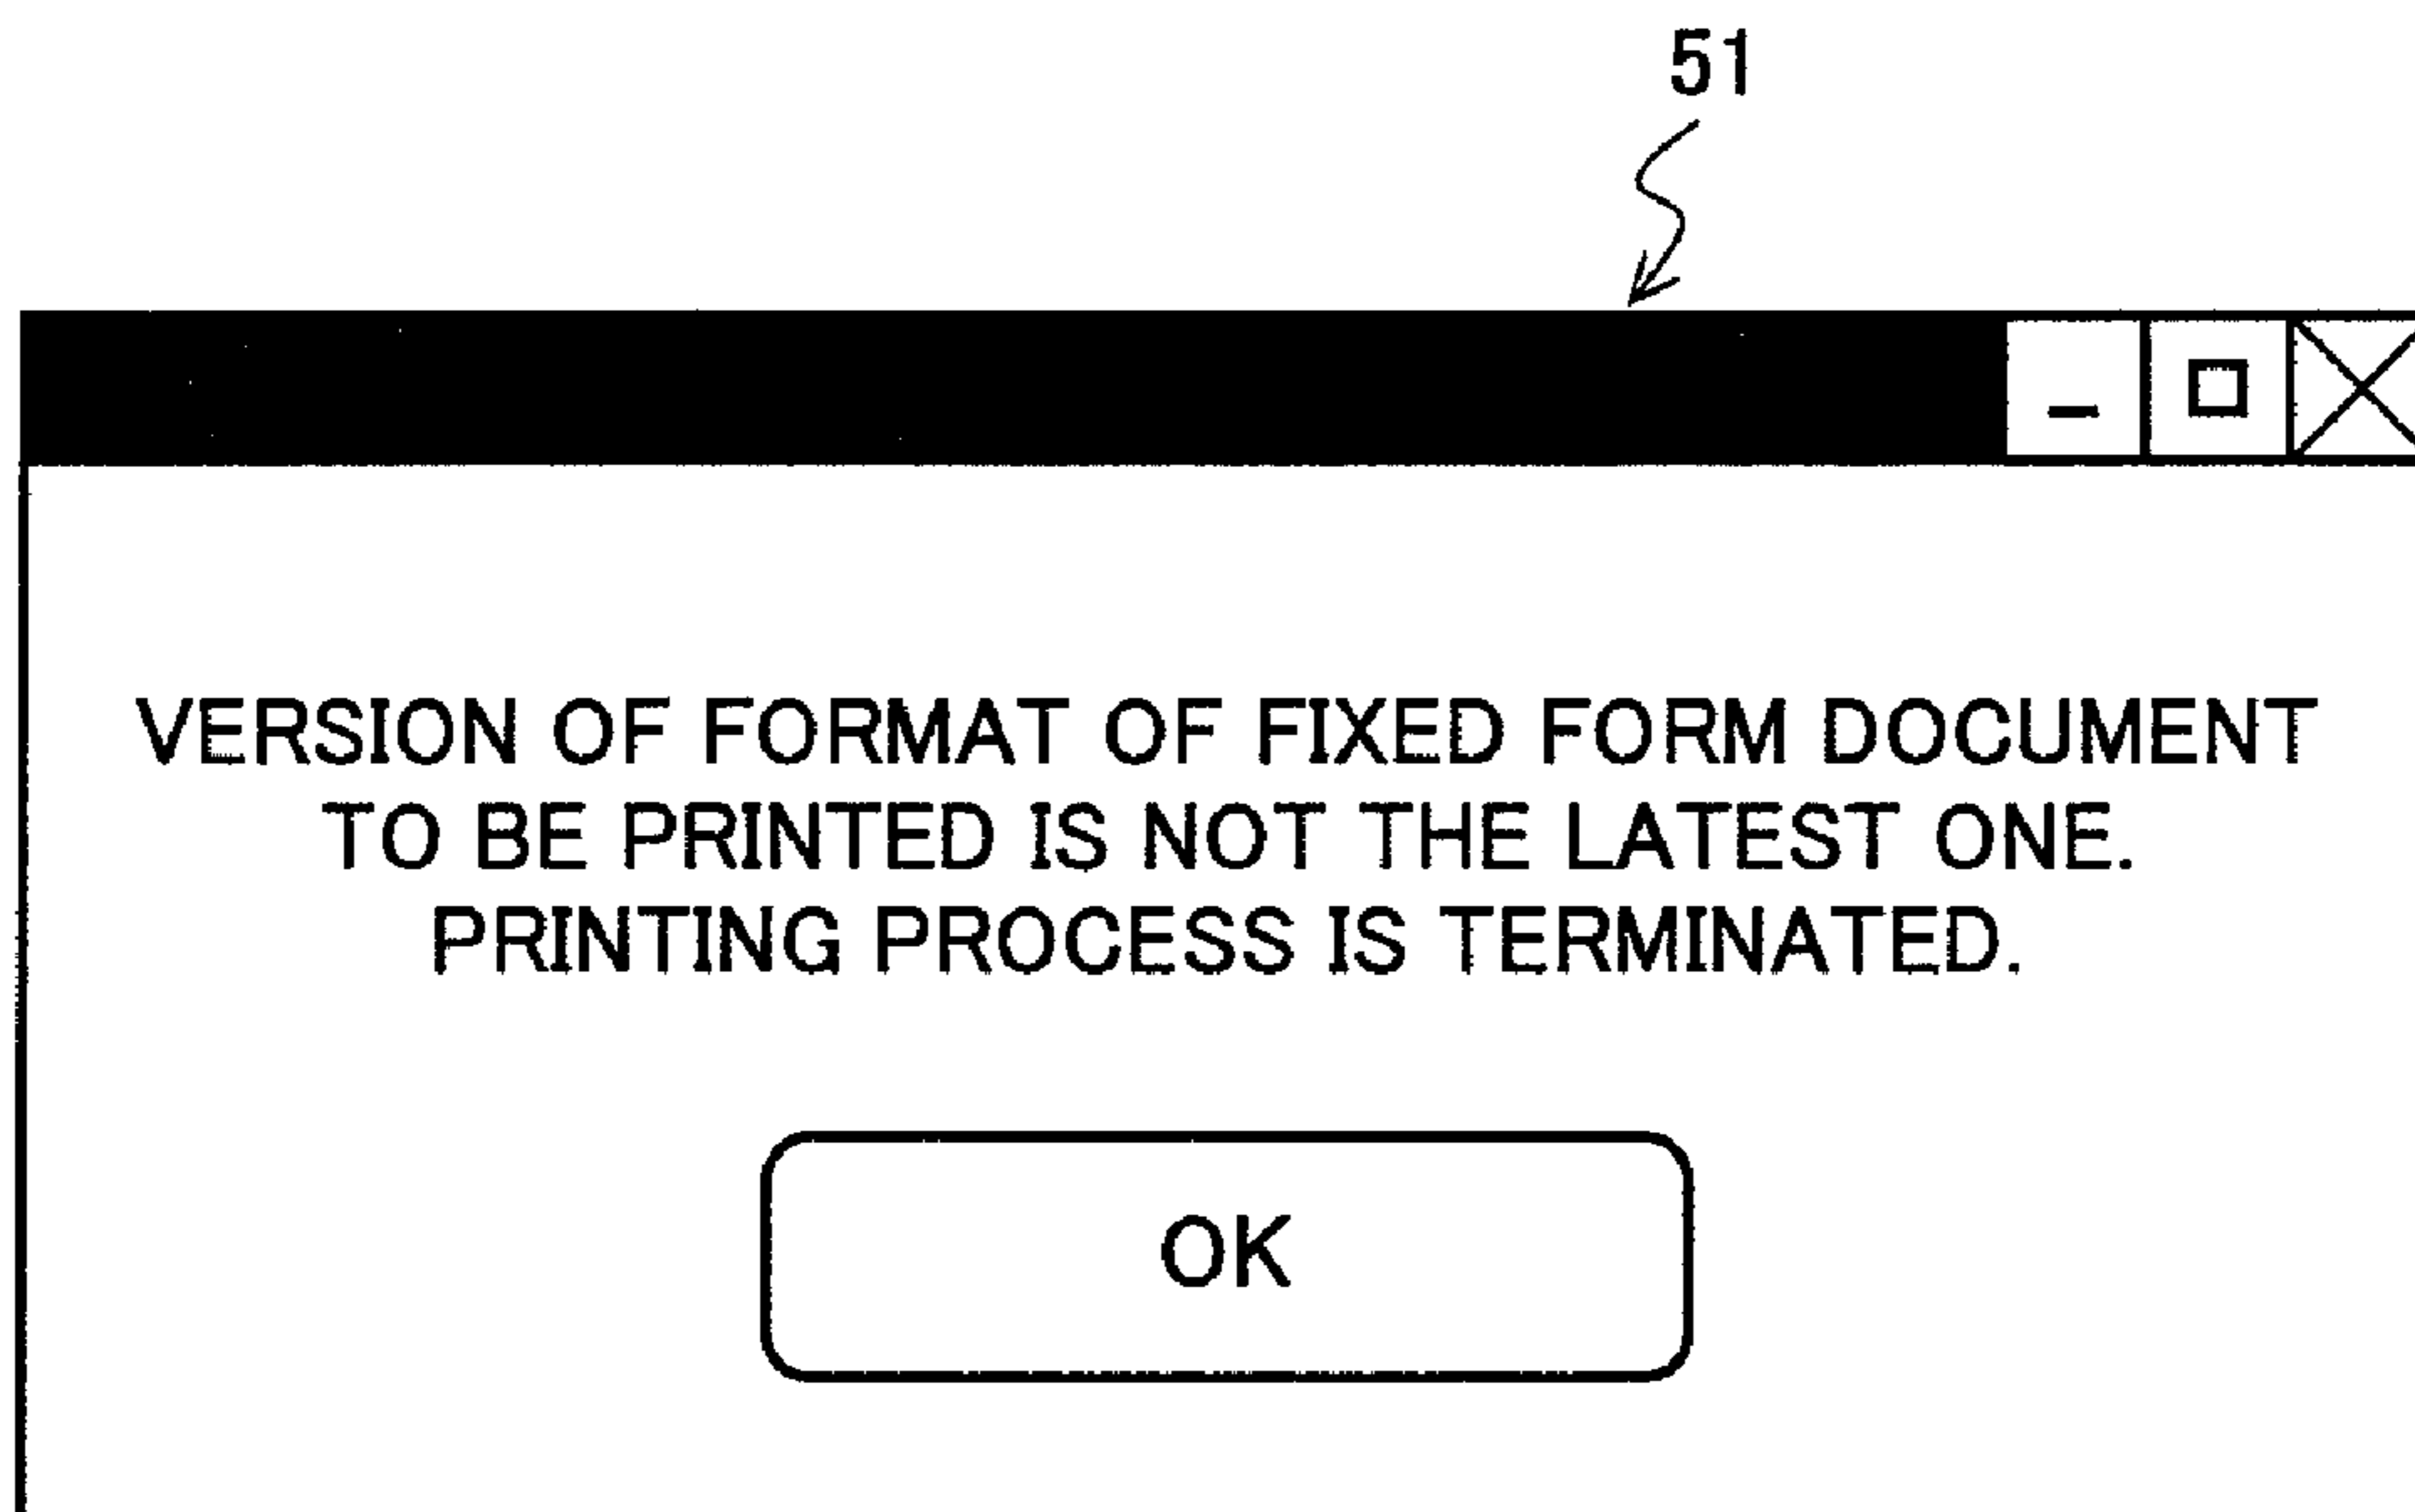 51
VERSION OF FORMAT OF FIXED FORM DOCUMENT
TO BE PRINTED IS NOT THE LATEST ONE.
PRINTING PROCESS IS TERMINATED.
OK